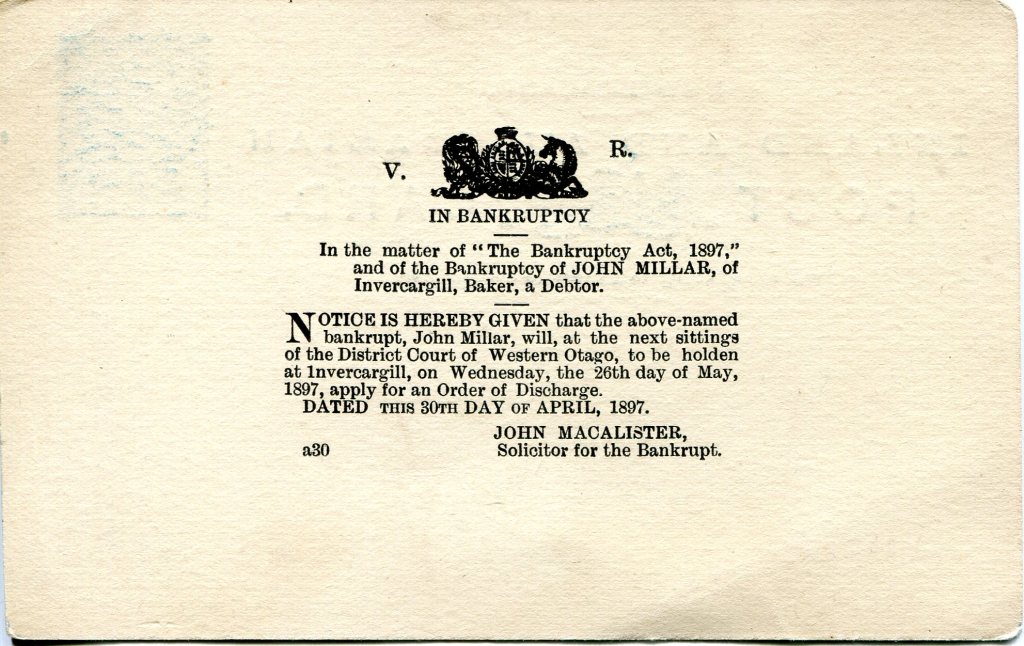 V. R.
IN BANKRUPTCY
In the matter of "The Bankruptcy Act, 1897,"
and of the Bankruptcy of JOHN MILLAR, of
Invercargill, Baker, a Debtor.
NOTICE IS HEREBY GIVEN that the above-named
bankrupt, John Millar, will, at the next sittings
of the District Court of Western Otago, to be holden
at Invercargill, on Wednesday, the 26th day of May,
1897, apply for an Order of Discharge.
DATED THIS 30TH DAY OF APRIL, 1897.
JOHN MACALISTER,
a30 Solicitor for the Bankrupt.